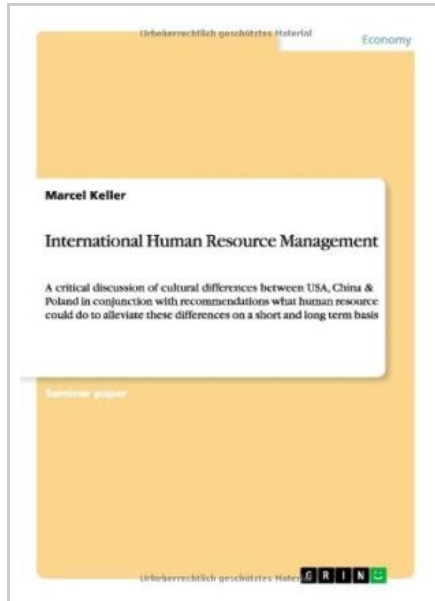 Urheberrechtlich geschütztes Material
Economy
Marcel Keller
International Human Resource Management
A critical discussion of cultural differences between USA, China &
Poland in conjunction with recommendations what human resource
could do to alleviate these differences on a short and long term basis
Seminar paper
Urheberrechtlich geschütztes Mater
GRIN